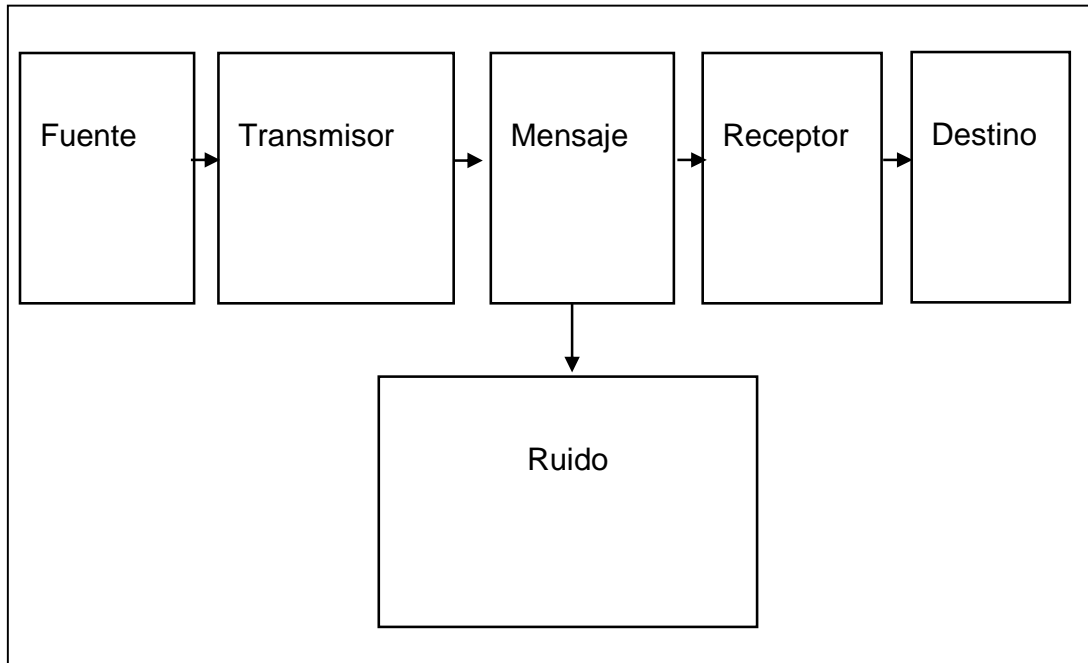 Fuente
Transmisor
Mensaje
Receptor
Destino
Ruido